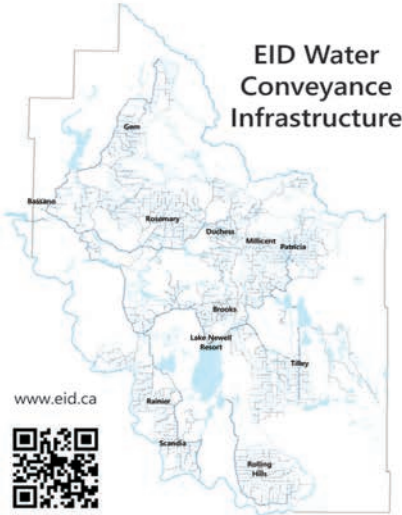 EID Water
Conveyance
Infrastructure
Gem
Bassano
Rosemary
Duchess
Millicent
Patricia
Brooks
Lake Newell
Resort
Tilley
www.eid.ca
Rainier
Scandia
Rolling
Hills